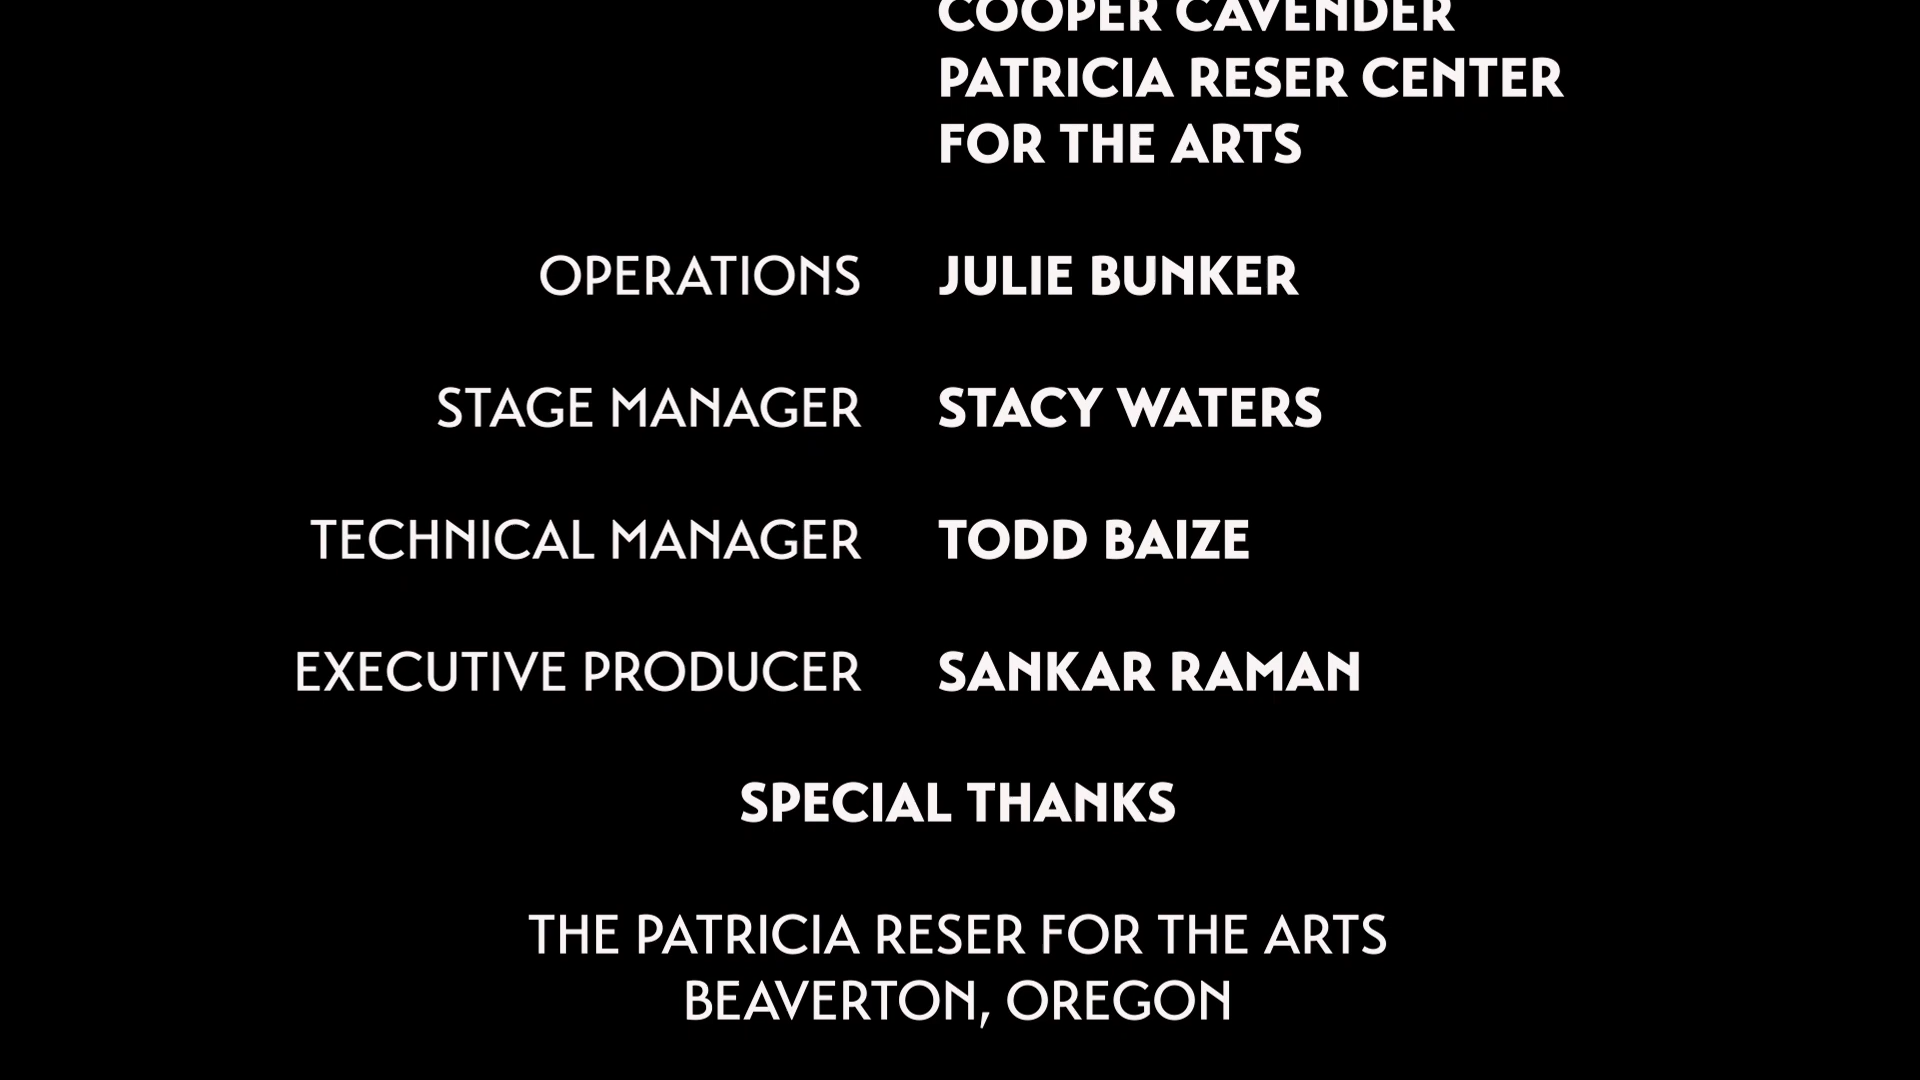 COOPER CAVENDER
PATRICIA RESER CENTER
FOR THE ARTS
OPERATIONS JULIE BUNKER
STAGE MANAGER STACY WATERS
TECHNICAL MANAGER TODD BAIZE
EXECUTIVE PRODUCER SANKAR RAMAN
SPECIAL THANKS
THE PATRICIA RESER FOR THE ARTS
BEAVERTON, OREGON